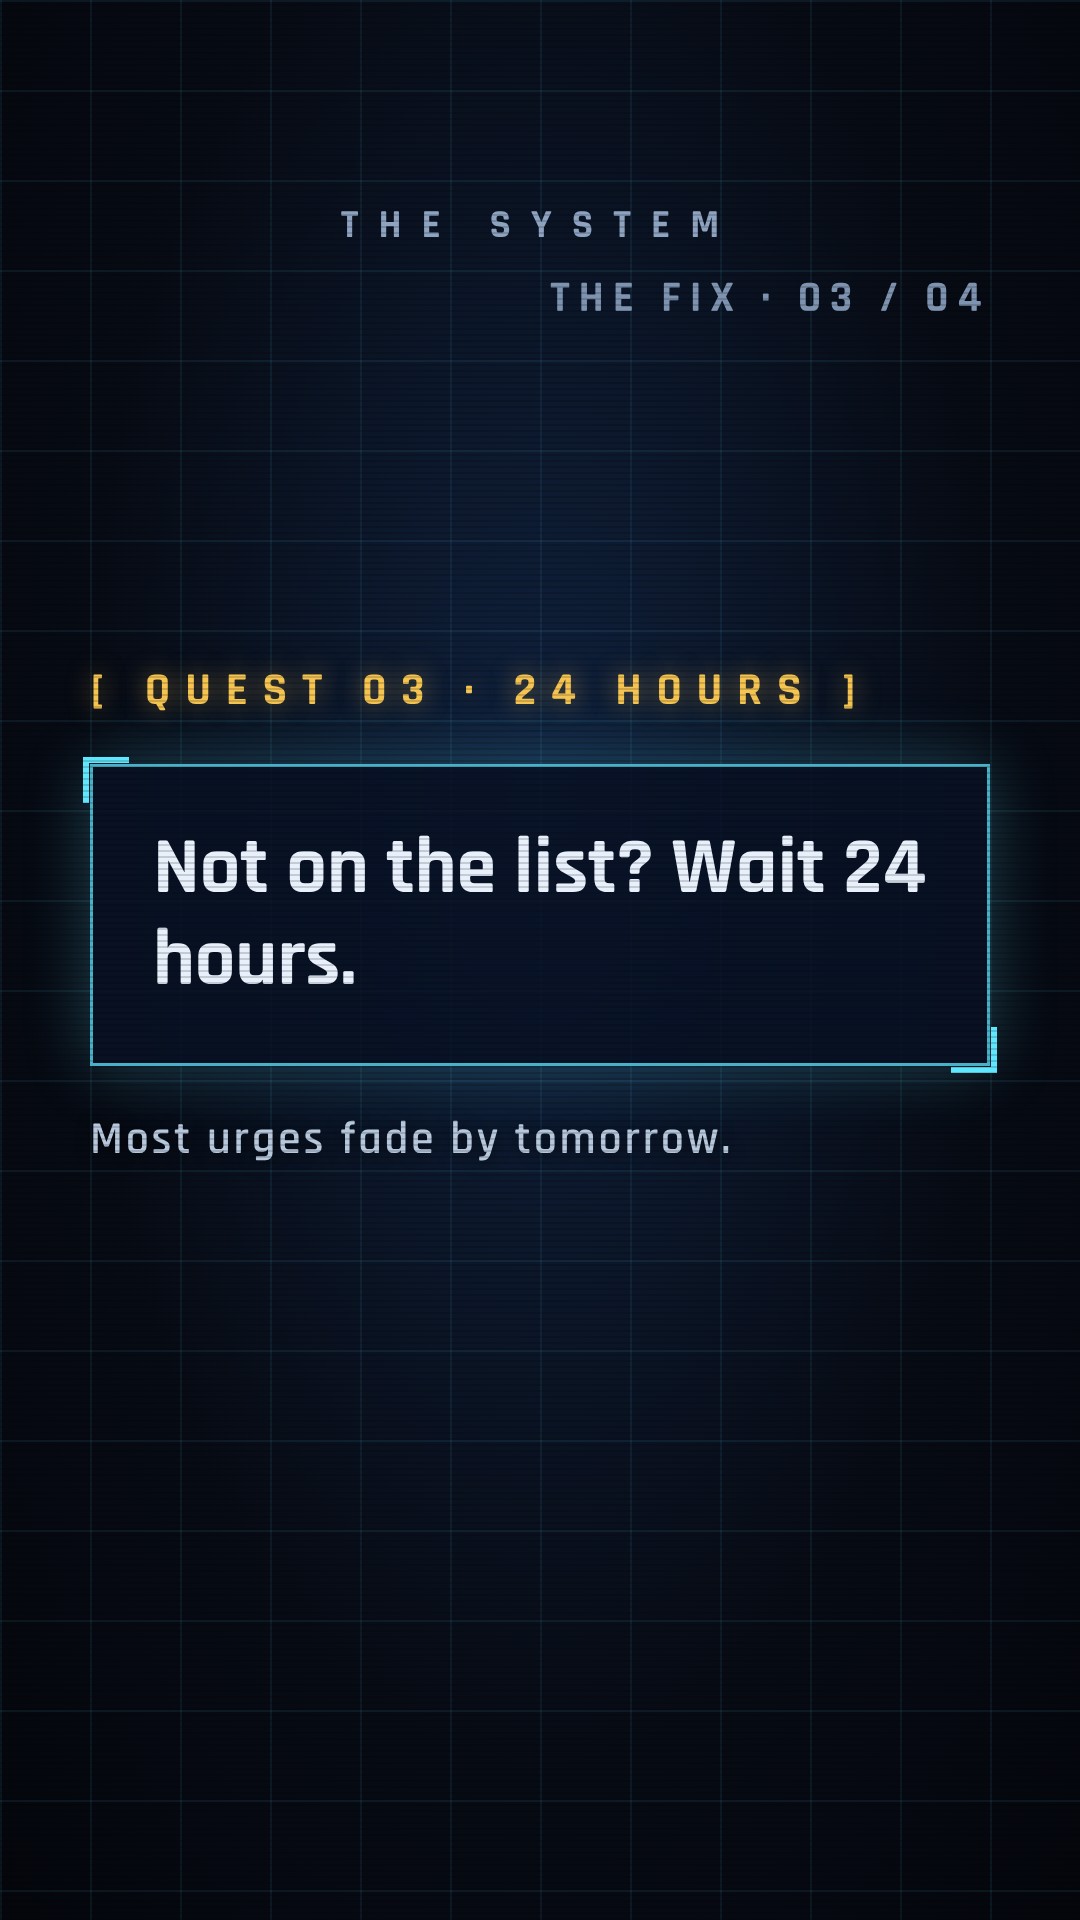 THE SYSTEM
THE FIX · 03 / 04
[ QUEST 03 · 24 HOURS ]
Not on the list? Wait 24
hours.
Most urges fade by tomorrow.